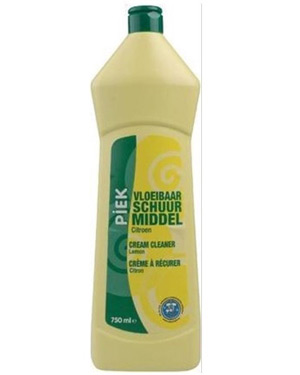 PIEK
VLOEIBAAR
SCHUUR
MIDDEL
Citroen
CREAM CLEANER
Lemon
CRÈME À RÉCURER
Citron
750 ml e